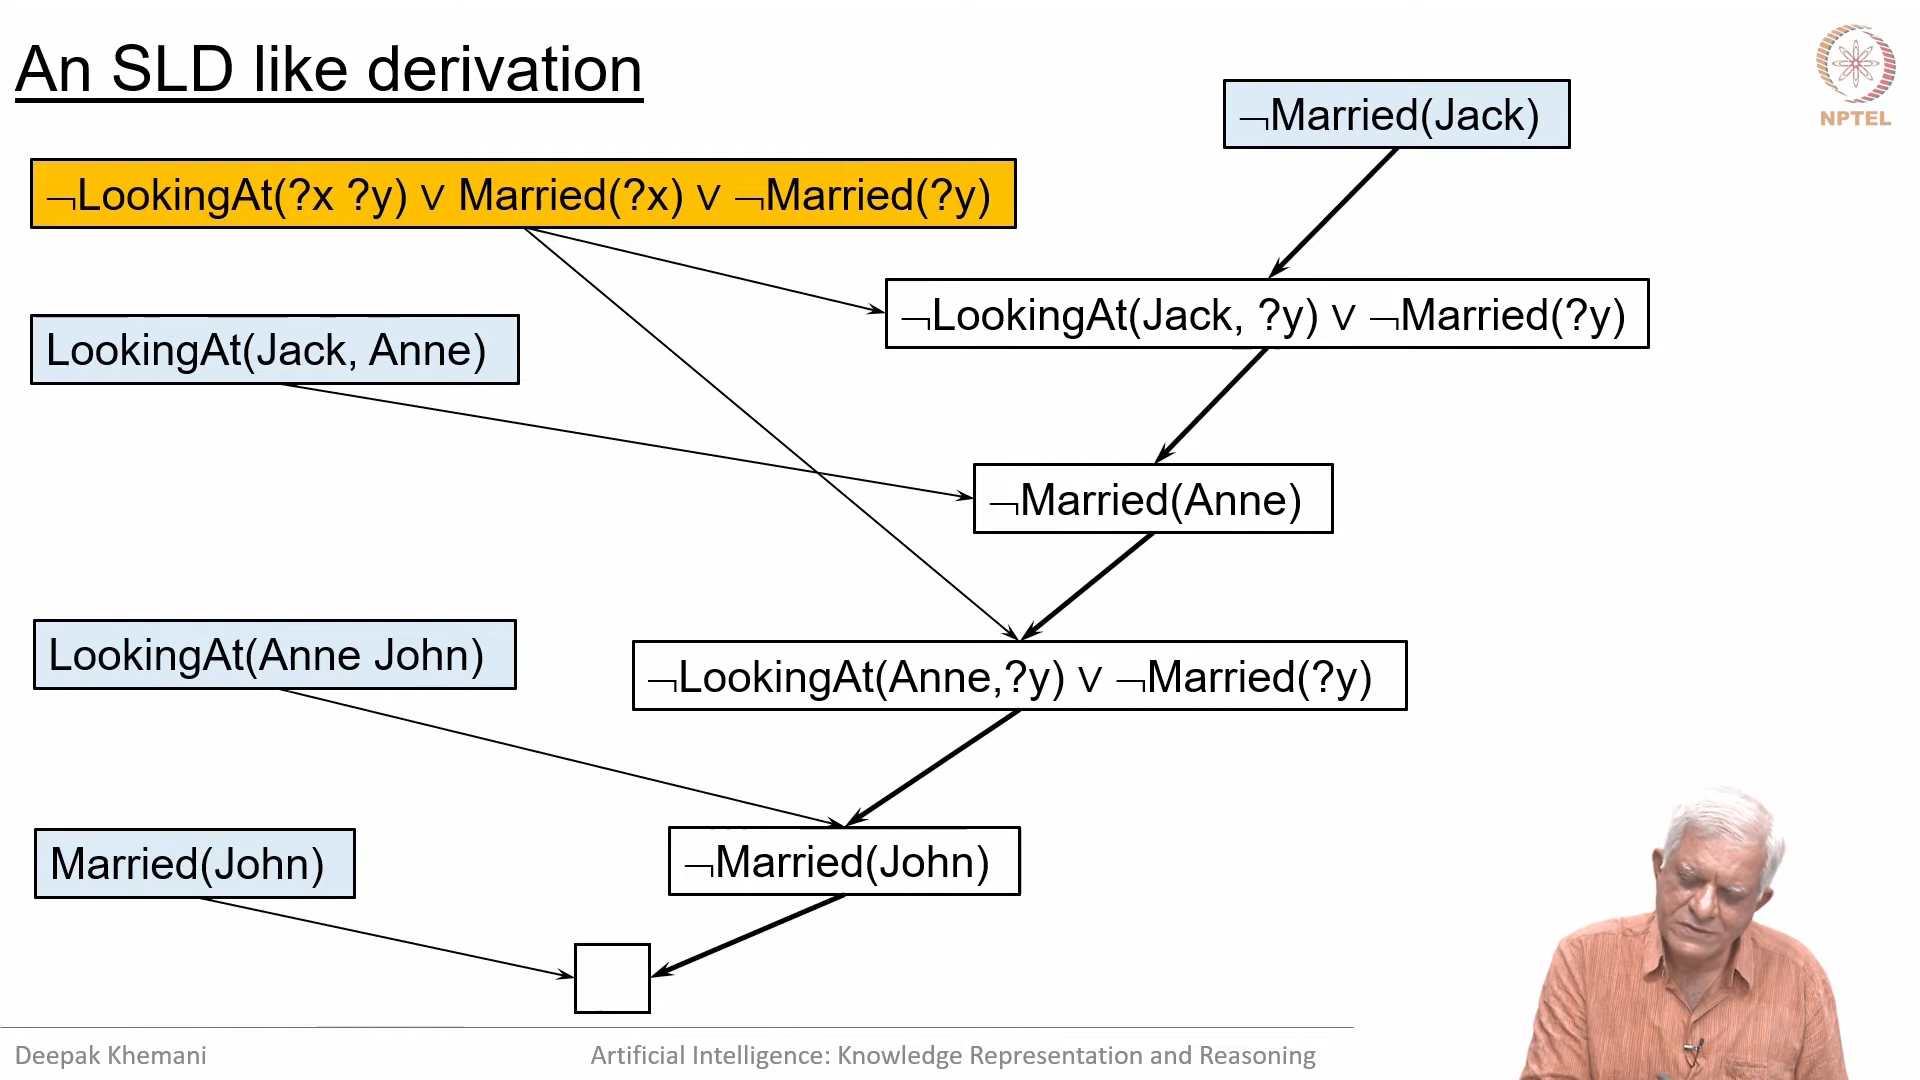 An SLD like derivation
NPTEL
¬Married(Jack)
¬LookingAt(?x ?y) ∨ Married(?x) ∨ ¬Married(?y)
¬LookingAt(Jack, ?y) ∨ ¬Married(?y)
LookingAt(Jack, Anne)
¬Married(Anne)
LookingAt(Anne John)
¬LookingAt(Anne,?y) ∨ ¬Married(?y)
Married(John)
¬Married(John)
Deepak Khemani
Artificial Intelligence: Knowledge Representation and Reasoning